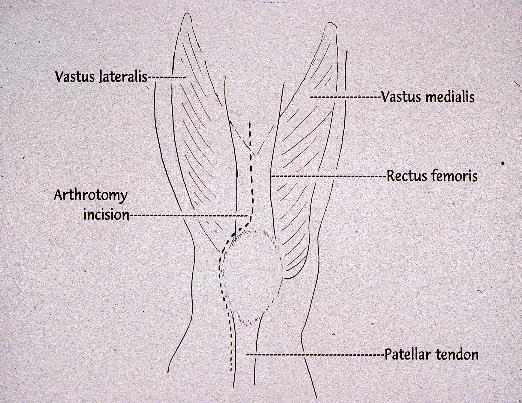 Vastus lateralis
Vastus medialis
Rectus femoris
Arthrotomy
incision
Patellar tendon